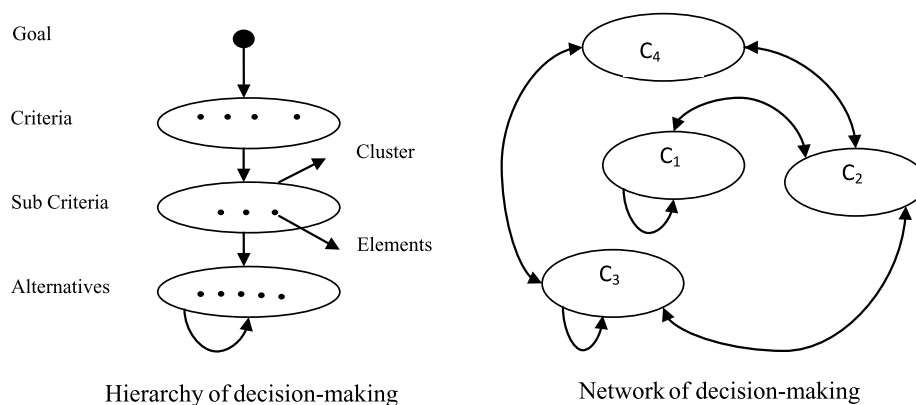 Goal
Criteria
Cluster
Sub Criteria
Elements
Alternatives
Hierarchy of decision-making
C₄
C₁
C₂
C₃
Network of decision-making